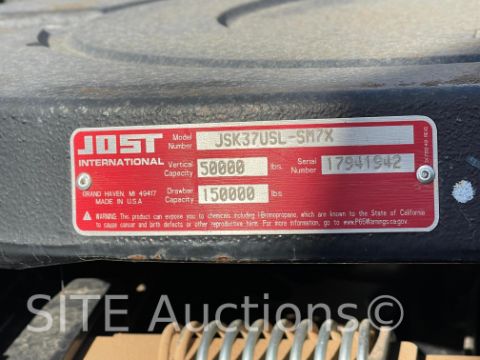 JOST
INTERNATIONAL
GRAND HAVEN, MI 49417
MADE IN U.S.A
Model Number JSK37USL-SM7X
Vertical Capacity 50000 lbs.
Serial Number 17941942
Drawbar Capacity 150000 lbs
WARNING: This product can expose you to chemicals including 1-Bromopropane, which are known to the State of California
to cause cancer and birth defects or other reproductive harm. For more information, go to www.P65Warnings.ca.gov.
SITE Auctions©